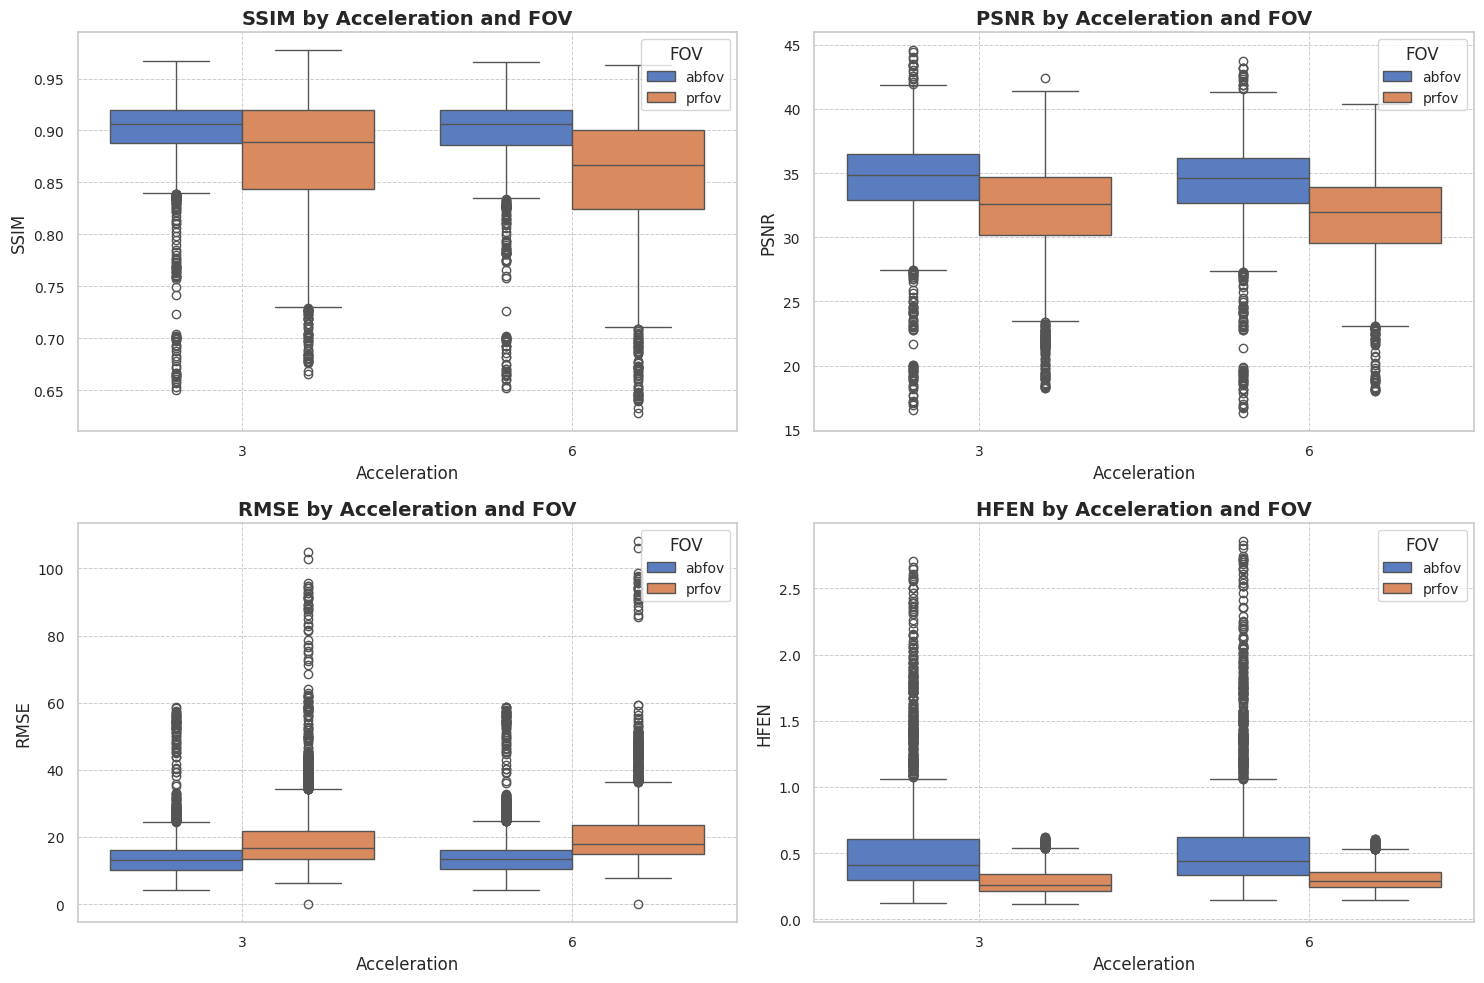 SSIM by Acceleration and FOV
SSIM
0.95
0.90
0.85
0.80
0.75
0.70
0.65
3
6
Acceleration
FOV
abfov
prfov
PSNR by Acceleration and FOV
PSNR
45
40
35
30
25
20
15
3
6
Acceleration
FOV
abfov
prfov
RMSE by Acceleration and FOV
RMSE
100
80
60
40
20
0
3
6
Acceleration
FOV
abfov
prfov
HFEN by Acceleration and FOV
HFEN
2.5
2.0
1.5
1.0
0.5
0.0
3
6
Acceleration
FOV
abfov
prfov